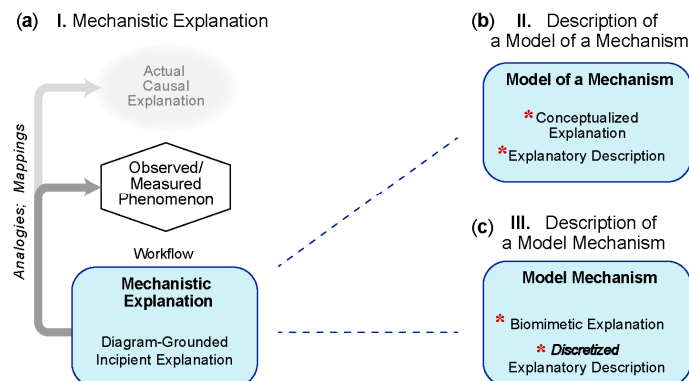 (a) I. Mechanistic Explanation
Actual
Causal
Explanation
Observed/
Measured
Phenomenon
Analogies; Mappings
Workflow
Mechanistic
Explanation
Diagram-Grounded
Incipient Explanation
(b) II. Description of
a Model of a Mechanism
Model of a Mechanism
* Conceptualized
Explanation
* Explanatory Description
(c) III. Description of
a Model Mechanism
Model Mechanism
* Biomimetic Explanation
* Discretized
Explanatory Description